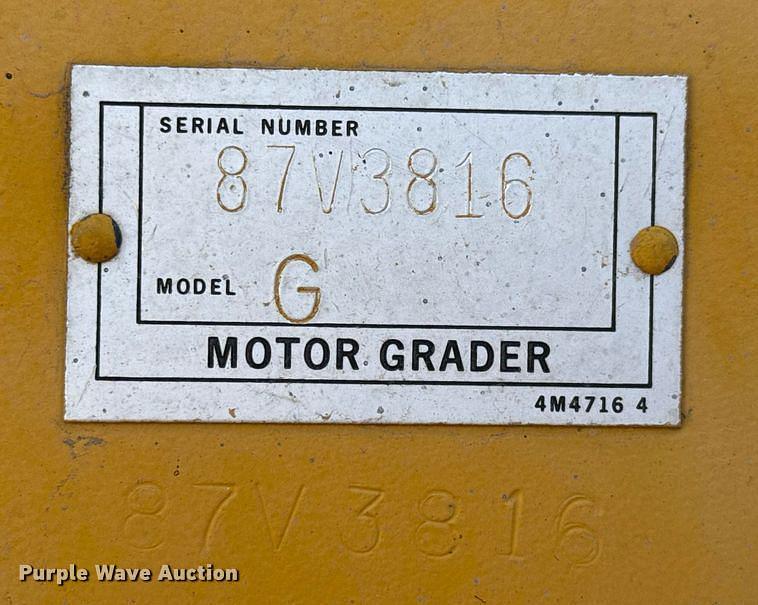 SERIAL NUMBER
87V3816
MODEL G
MOTOR GRADER
4M4716 4
87V3816
Purple Wave Auction